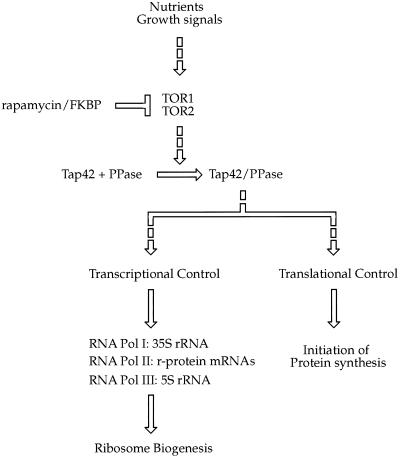 Nutrients
Growth signals
rapamycin/FKBP
TOR1
TOR2
Tap42 + PPase
Tap42/PPase
Transcriptional Control
Translational Control
RNA Pol I: 35S rRNA
RNA Pol II: r-protein mRNAs
RNA Pol III: 5S rRNA
Initiation of
Protein synthesis
Ribosome Biogenesis